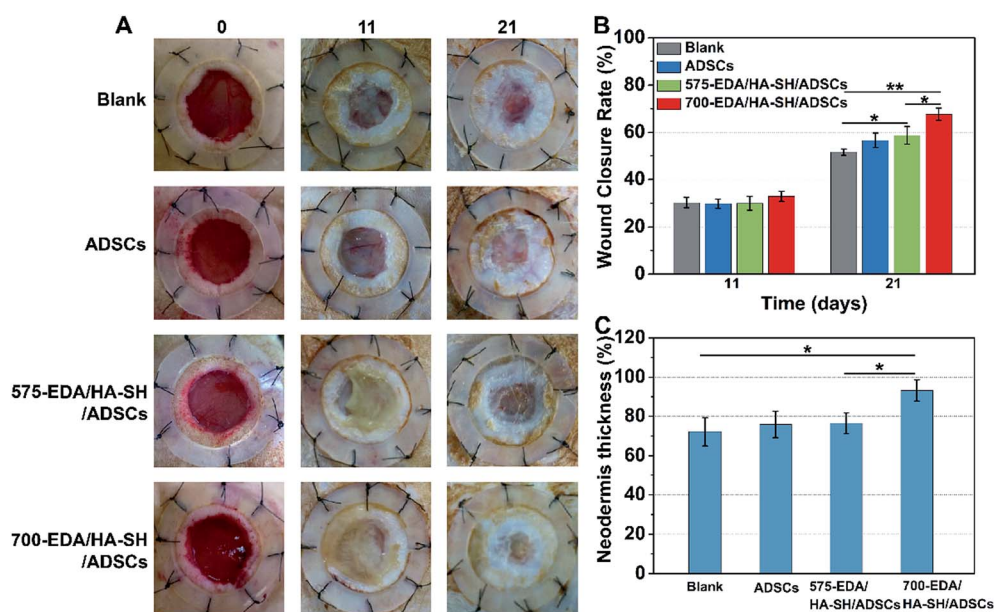 A
0
11
21
Blank
ADSCs
575-EDA/HA-SH
/ADSCs
700-EDA/HA-SH
/ADSCs
B
Wound Closure Rate (%)
100
80
60
40
20
0
Blank
ADSCs
575-EDA/HA-SH/ADSCs
700-EDA/HA-SH/ADSCs
**
*
*
11
21
Time (days)
C
Neodermis thickness (%)
120
100
80
60
40
20
0
*
*
Blank
ADSCs
575-EDA/
HA-SH/ADSCs
700-EDA/
HA-SH/ADSCs